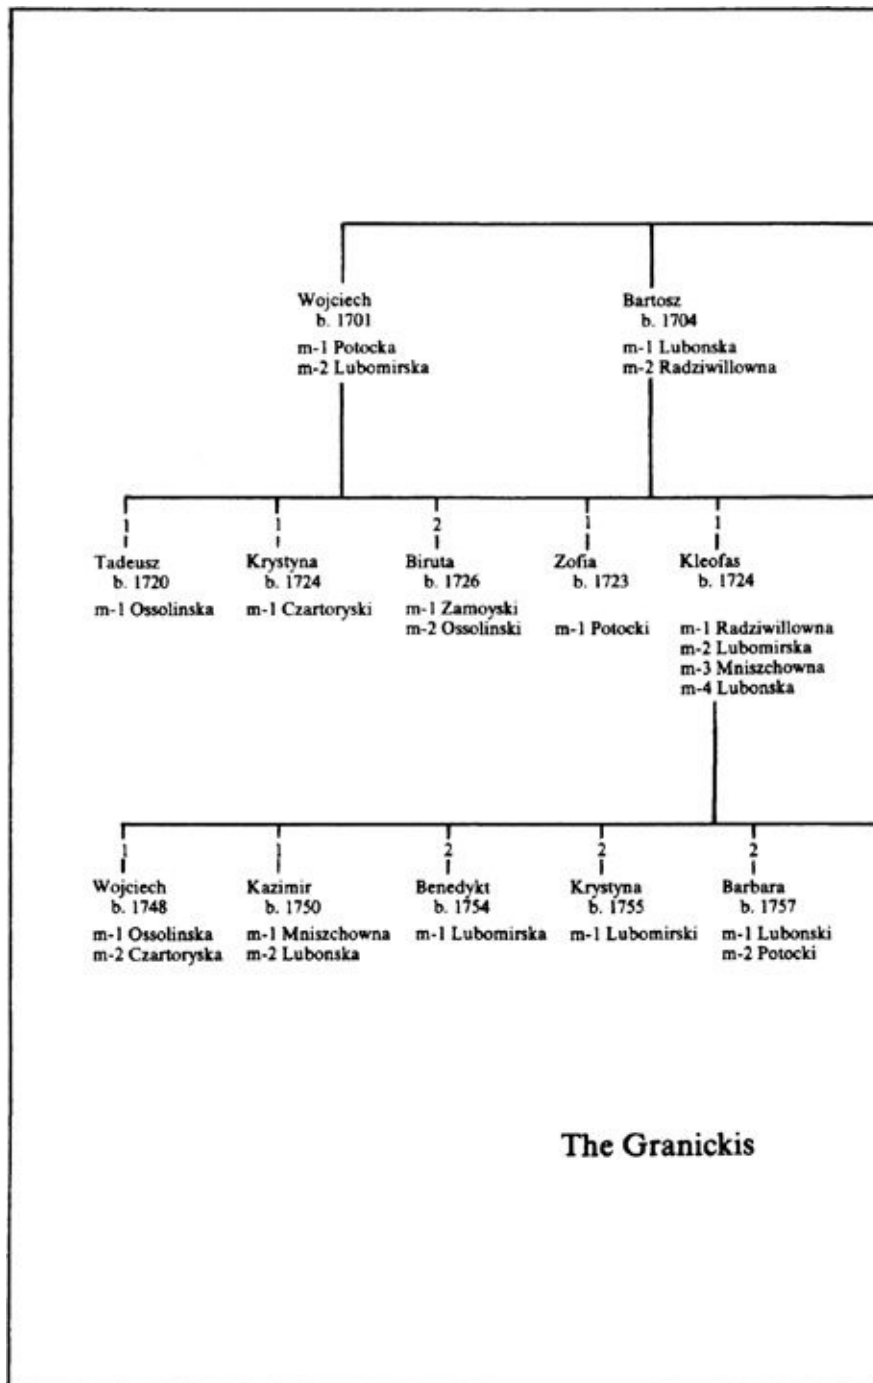 Wojciech
b. 1701
m-1 Potocka
m-2 Lubomirska
Bartosz
b. 1704
m-1 Lubonska
m-2 Radziwillowna
1
Tadeusz
b. 1720
m-1 Ossolinska
1
Krystyna
b. 1724
m-1 Czartoryski
2
Biruta
b. 1726
m-1 Zamoyski
m-2 Ossolinski
1
Zofia
b. 1723
m-1 Potocki
1
Kleofas
b. 1724
m-1 Radziwillowna
m-2 Lubomirska
m-3 Mniszchowna
m-4 Lubonska
1
Wojciech
b. 1748
m-1 Ossolinska
m-2 Czartoryska
1
Kazimir
b. 1750
m-1 Mniszchowna
m-2 Lubonska
2
Benedykt
b. 1754
m-1 Lubomirska
2
Krystyna
b. 1755
m-1 Lubomirski
2
Barbara
b. 1757
m-1 Lubonski
m-2 Potocki
The Granickis